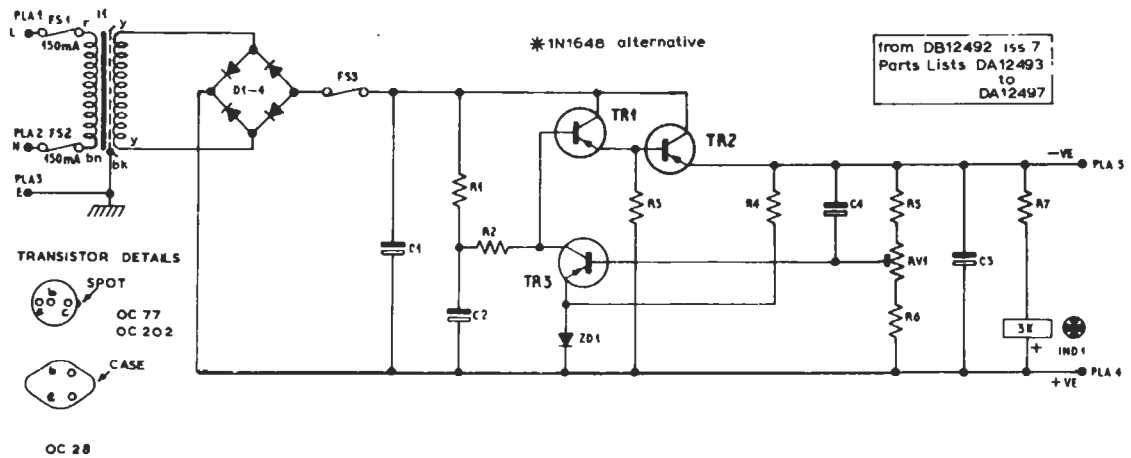 PLA1 FS1 r T1 y
L 150mA
D1-4
FS3
✱1N1648 alternative
from DB12492 iss 7
Parts Lists DA12493
to
DA12497
TR1
TR2
-VE PLA 5
PLA2 FS2 y
N 150mA bn bk
PLA3
E
R1
R3
R4
C4
R5
R7
R2
C1
RV1
C3
TR3
TRANSISTOR DETAILS
SPOT
b
e c
OC 77
OC 202
C2
ZD1
R6
3K
+ IND1
CASE
b
e
+VE PLA 4
OC 28